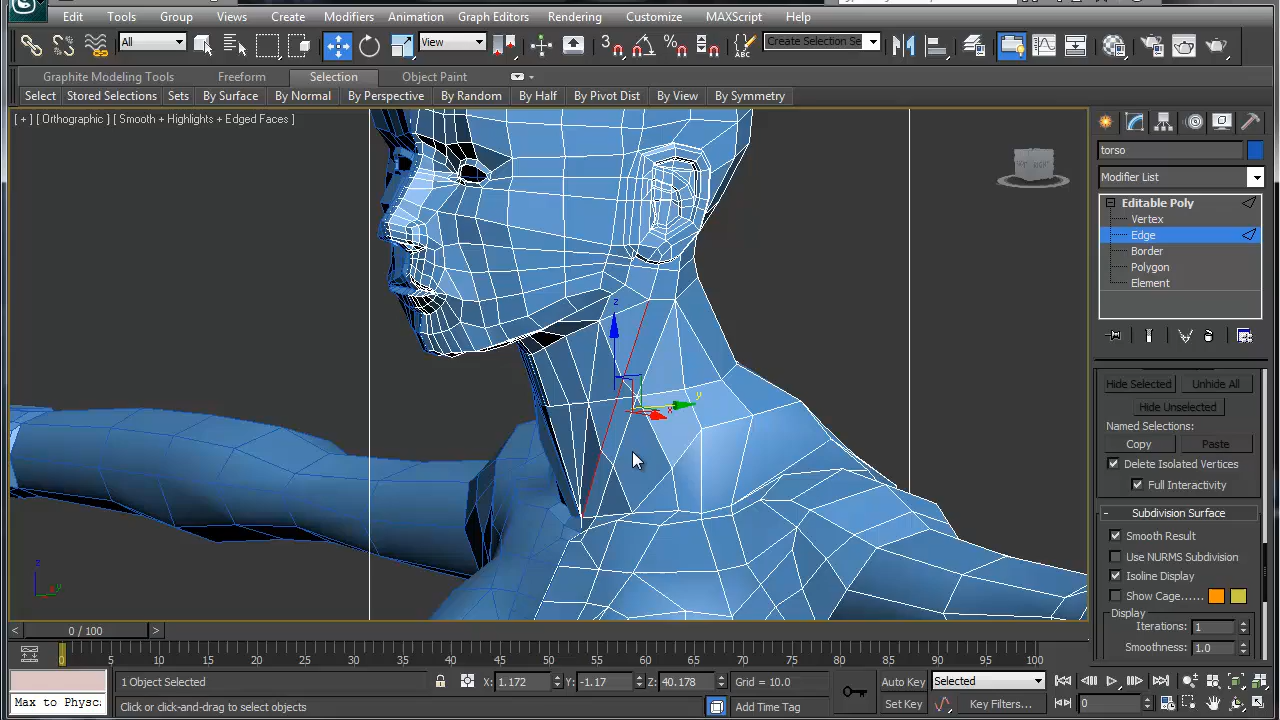 Edit Tools Group Views Create Modifiers Animation Graph Editors Rendering Customize MAXScript Help
All View 3 % ABC Create Selection Se
Graphite Modeling Tools Freeform Selection Object Paint
Select Stored Selections Sets By Surface By Normal By Perspective By Random By Half By Pivot Dist By View By Symmetry
[ + ] [ Orthographic ] [ Smooth + Highlights + Edged Faces ]
torso
Modifier List
Editable Poly
Vertex
Edge
Border
Polygon
Element
z
y
x
Hide Selected Unhide All
Hide Unselected
Named Selections:
Copy Paste
Delete Isolated Vertices
Full Interactivity
- Subdivision Surface
Smooth Result
Use NURMS Subdivision
Isoline Display
Show Cage......
Display
Iterations: 1
Smoothness: 1.0
z
y
< 0 / 100 >
0 5 10 15 20 25 30 35 40 45 50 55 60 65 70 75 80 85 90 95 100
1 Object Selected X: 1.172 Y: -1.17 Z: 40.178 Grid = 10.0 Auto Key Selected
Max to Physca Click or click-and-drag to select objects Add Time Tag Set Key Key Filters... 0